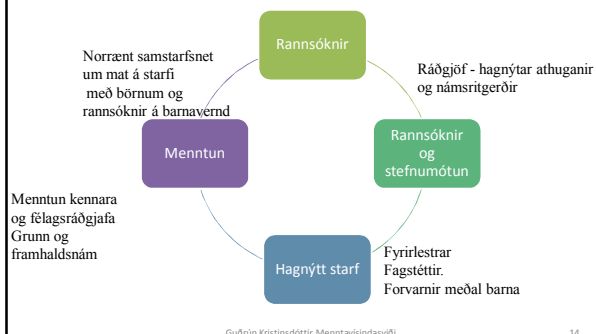 Rannsóknir
Norrænt samstarfsnet
um mat á starfi
með börnum og
rannsóknir á barnavernd
Ráðgjöf - hagnýtar athuganir
og námsritgerðir
Menntun
Rannsóknir
og
stefnumótun
Menntun kennara
og félagsráðgjafa
Grunn og
framhaldsnám
Hagnýtt starf
Fyrirlestrar
Fagstéttir.
Forvarnir meðal barna
Guðrún Kristinsdóttir Menntavísindasviði
14